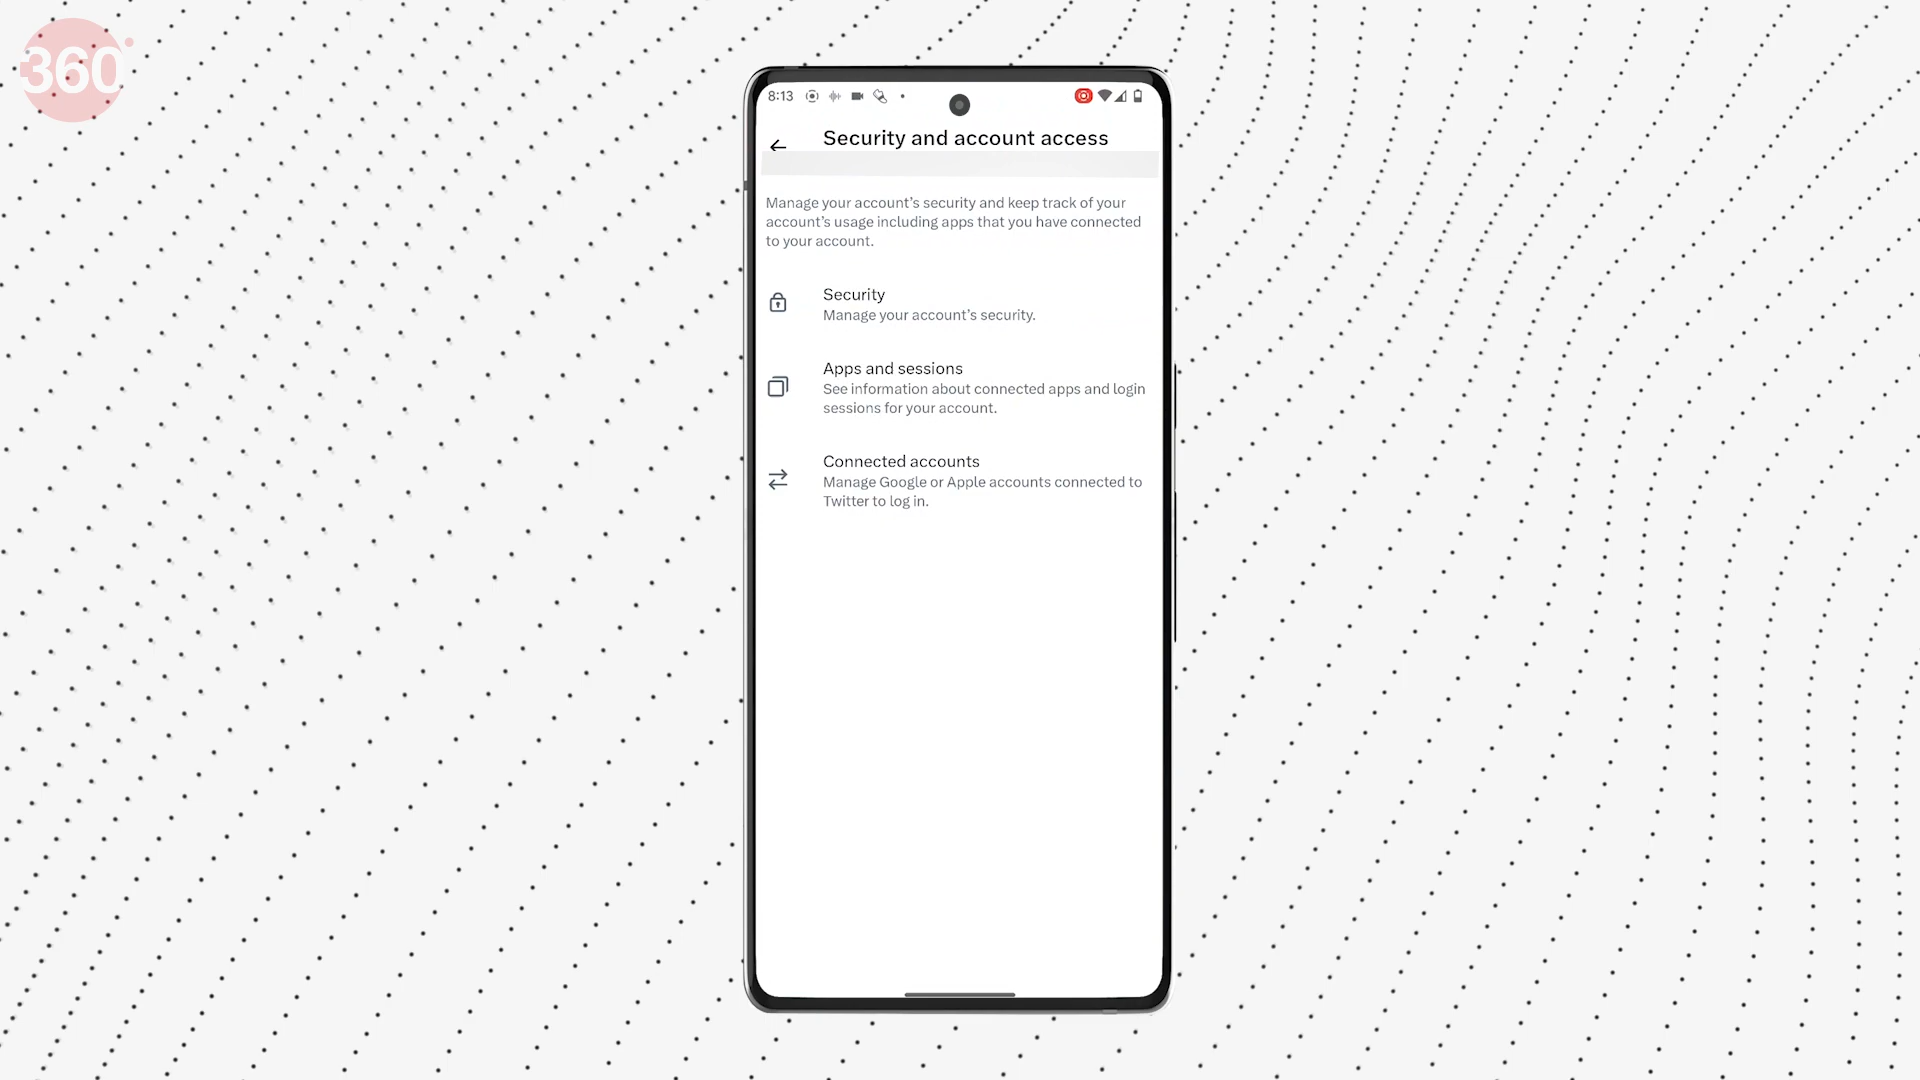 360
8:13
Security and account access
Manage your account's security and keep track of your
account's usage including apps that you have connected
to your account.
Security
Manage your account's security.
Apps and sessions
See information about connected apps and login
sessions for your account.
Connected accounts
Manage Google or Apple accounts connected to
Twitter to log in.